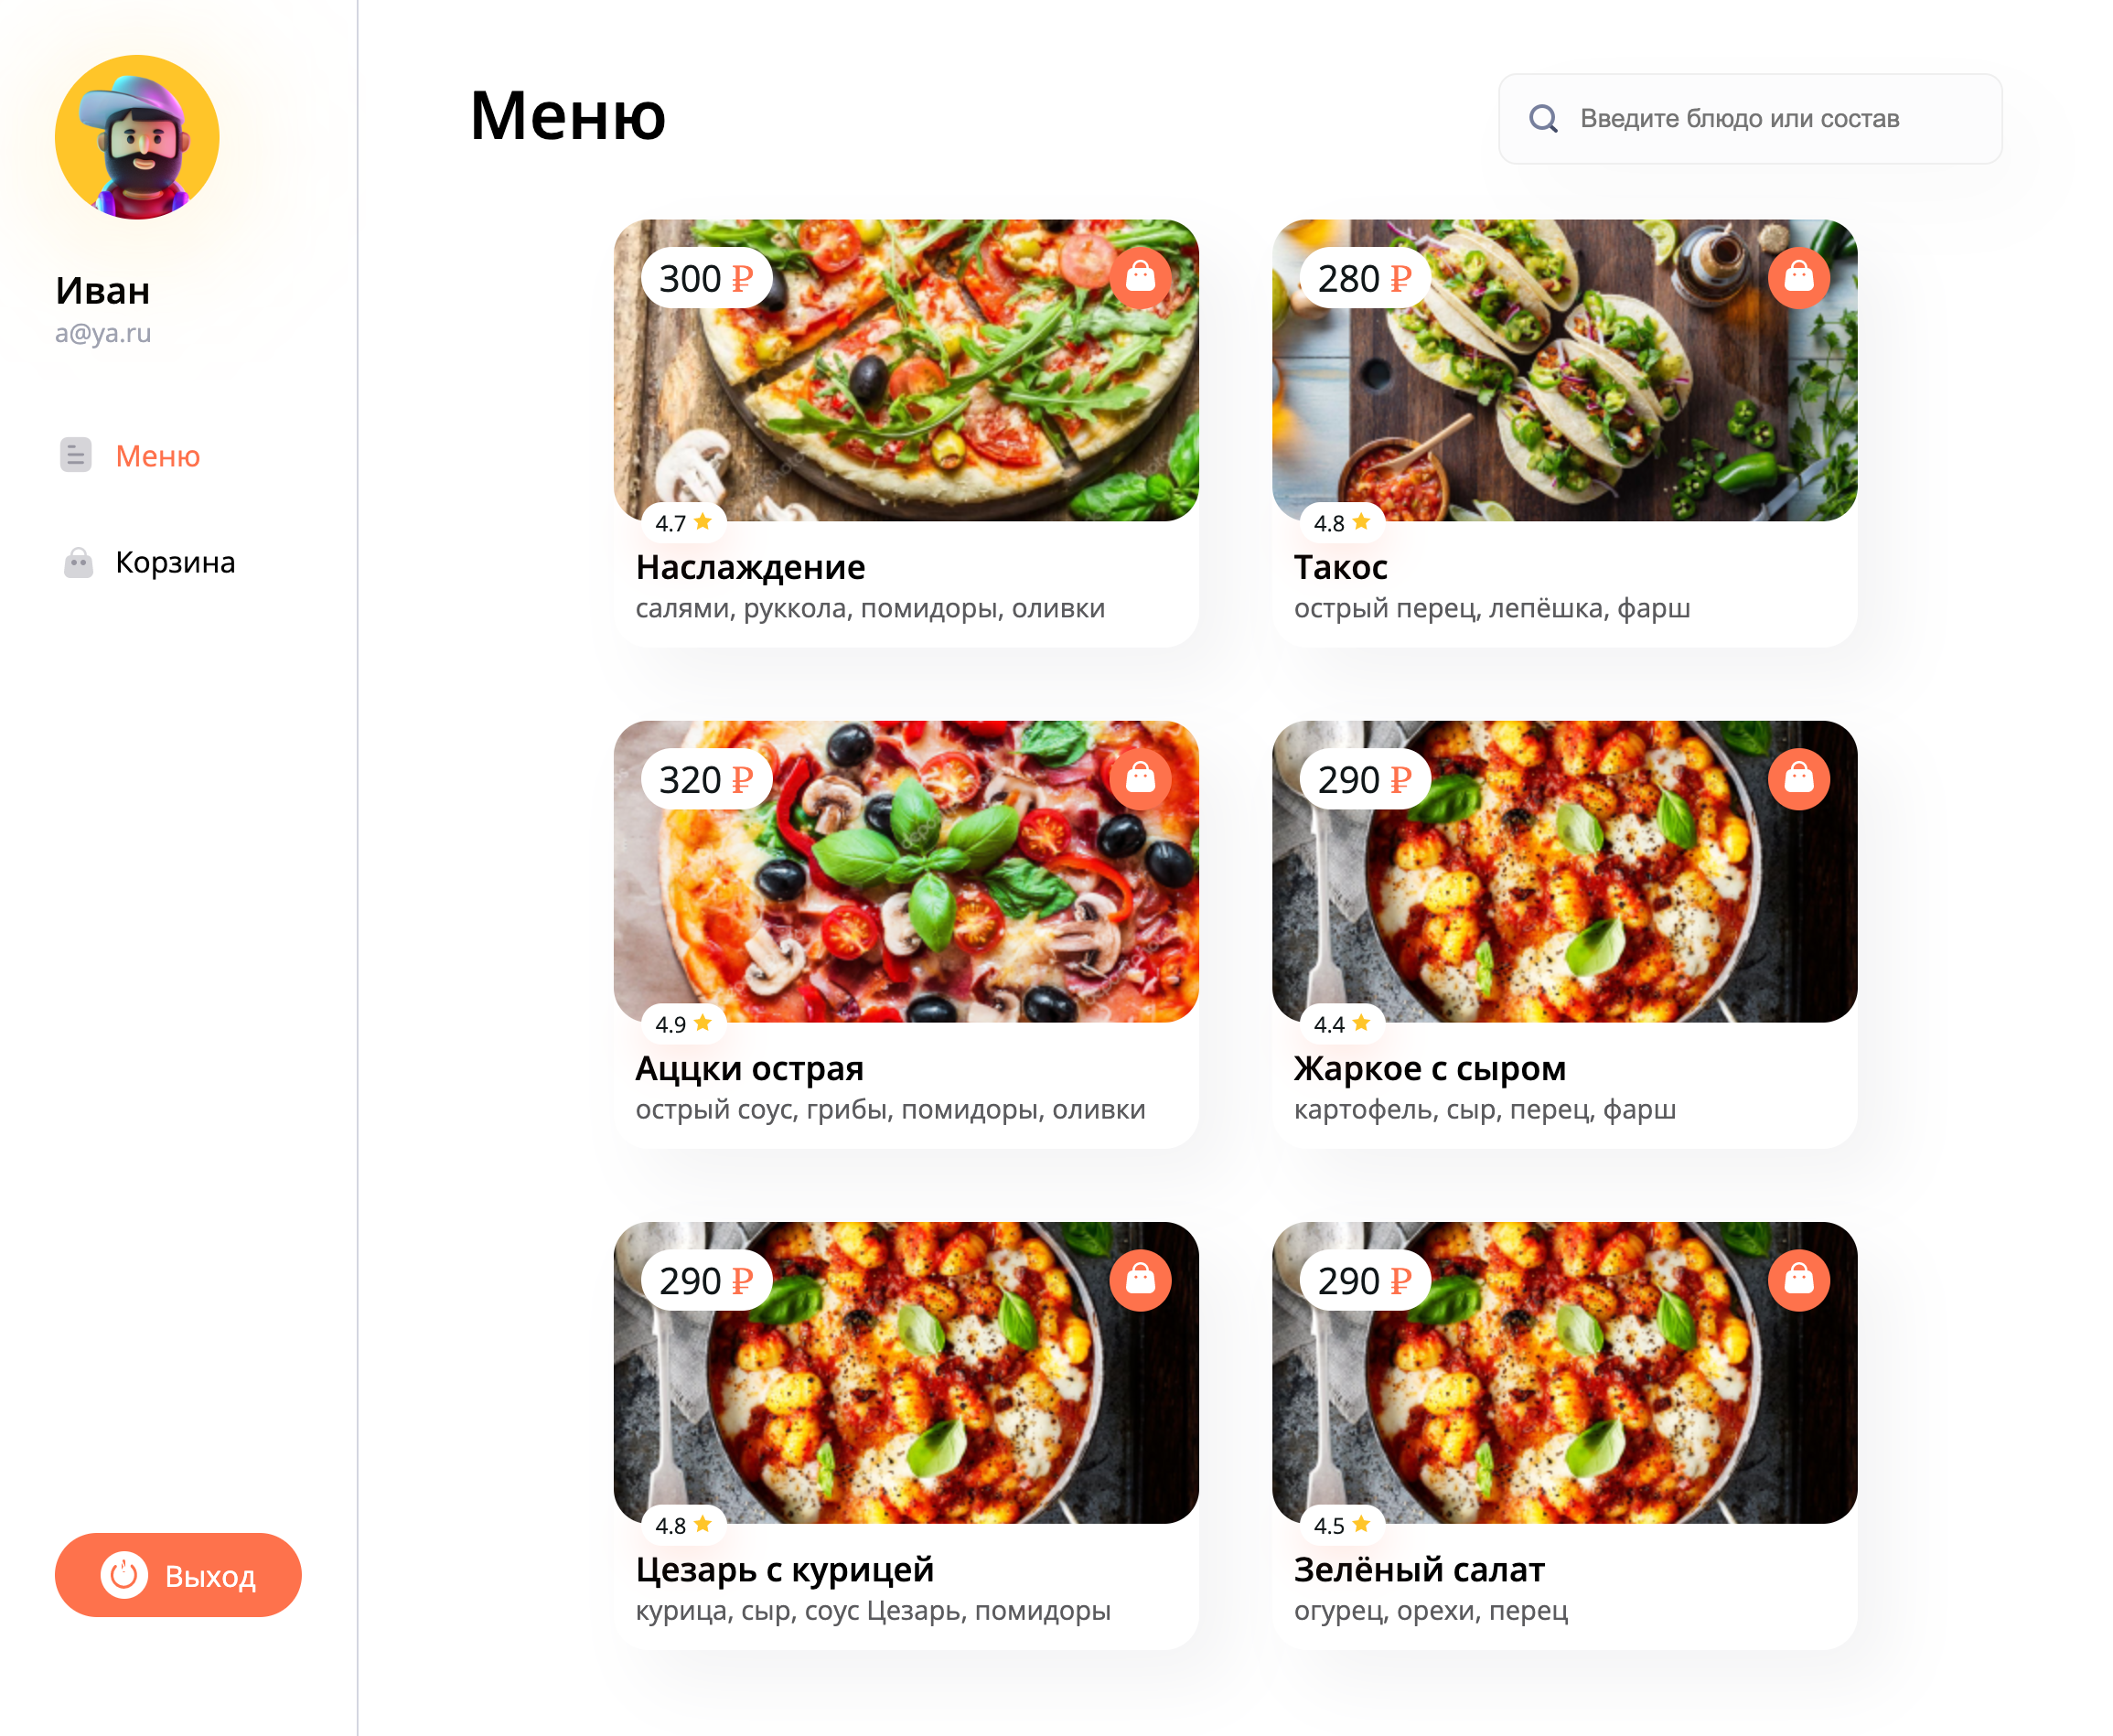 Иван
a@ya.ru
Меню
Корзина
Выход
Меню
Введите блюдо или состав
300 ₽
4.7
Наслаждение
салями, руккола, помидоры, оливки
280 ₽
4.8
Такос
острый перец, лепёшка, фарш
320 ₽
4.9
Аццки острая
острый соус, грибы, помидоры, оливки
290 ₽
4.4
Жаркое с сыром
картофель, сыр, перец, фарш
290 ₽
4.8
Цезарь с курицей
курица, сыр, соус Цезарь, помидоры
290 ₽
4.5
Зелёный салат
огурец, орехи, перец